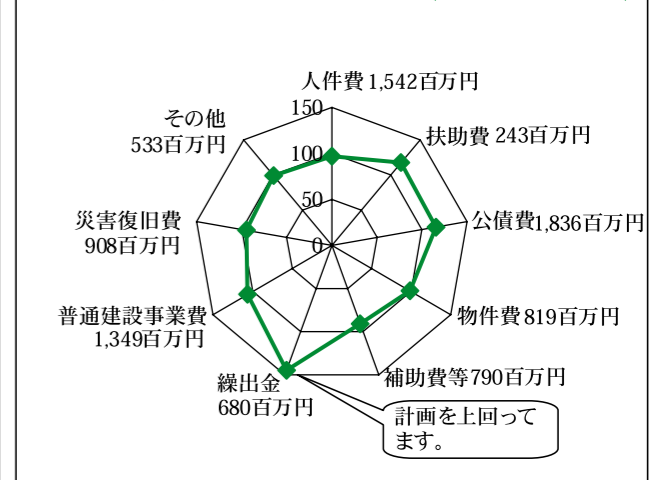 人件費1,542百万円
150
100
50
0
扶助費 243百万円
公債費1,836百万円
物件費819百万円
補助費等790百万円
計画を上回って
ます。
繰出金
680百万円
普通建設事業費
1,349百万円
災害復旧費
908百万円
その他
533百万円